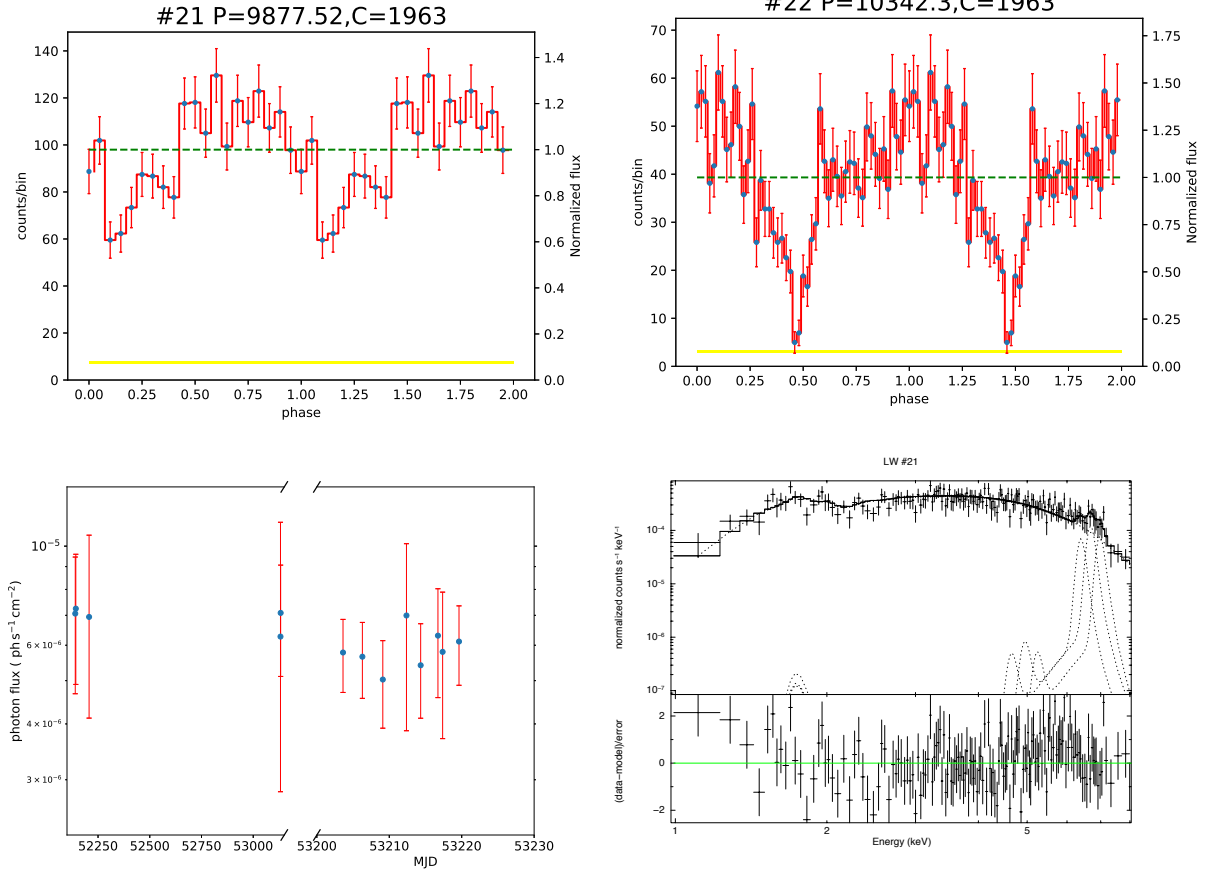 #21 P=9877.52,C=1963
140
120
100
80
60
40
20
0
counts/bin
1.4
1.2
1.0
0.8
0.6
0.4
0.2
0.0
Normalized flux
0.00 0.25 0.50 0.75 1.00 1.25 1.50 1.75 2.00
phase
#22 P=10342.3,C=1963
70
60
50
40
30
20
10
0
counts/bin
1.75
1.50
1.25
1.00
0.75
0.50
0.25
0.00
Normalized flux
0.00 0.25 0.50 0.75 1.00 1.25 1.50 1.75 2.00
phase
10⁻⁵
6×10⁻⁶
4×10⁻⁶
3×10⁻⁶
photon flux ( ph s⁻¹ cm⁻²)
52250 52500 52750 53000 53200 53210 53220 53230
MJD
LW #21
10⁻⁴
10⁻⁵
10⁻⁶
10⁻⁷
normalized counts s⁻¹ keV⁻¹
2
0
−2
(data−model)/error
1 2 5
Energy (keV)